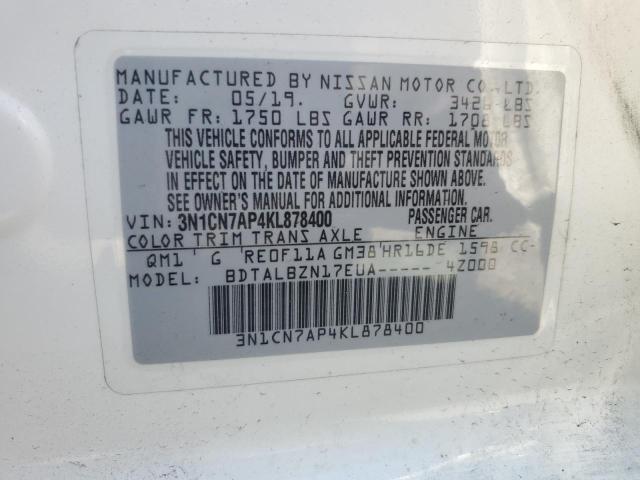 MANUFACTURED BY NISSAN MOTOR CO., LTD.
DATE: 05/19. GVWR: 3426 LBS
GAWR FR: 1750 LBS GAWR RR: 1708 LBS
THIS VEHICLE CONFORMS TO ALL APPLICABLE FEDERAL MOTOR
VEHICLE SAFETY, BUMPER AND THEFT PREVENTION STANDARDS
IN EFFECT ON THE DATE OF MANUFACTURE SHOWN ABOVE.
SEE OWNER'S MANUAL FOR ADDITIONAL INFORMATION.
VIN: 3N1CN7AP4KL878400 PASSENGER CAR.
COLOR TRIM TRANS AXLE ENGINE
QM1 G RE0F11A GM38 HR16DE 1598 CC-
MODEL: BDTALBZN17EUA----- 4Z000
3N1CN7AP4KL878400